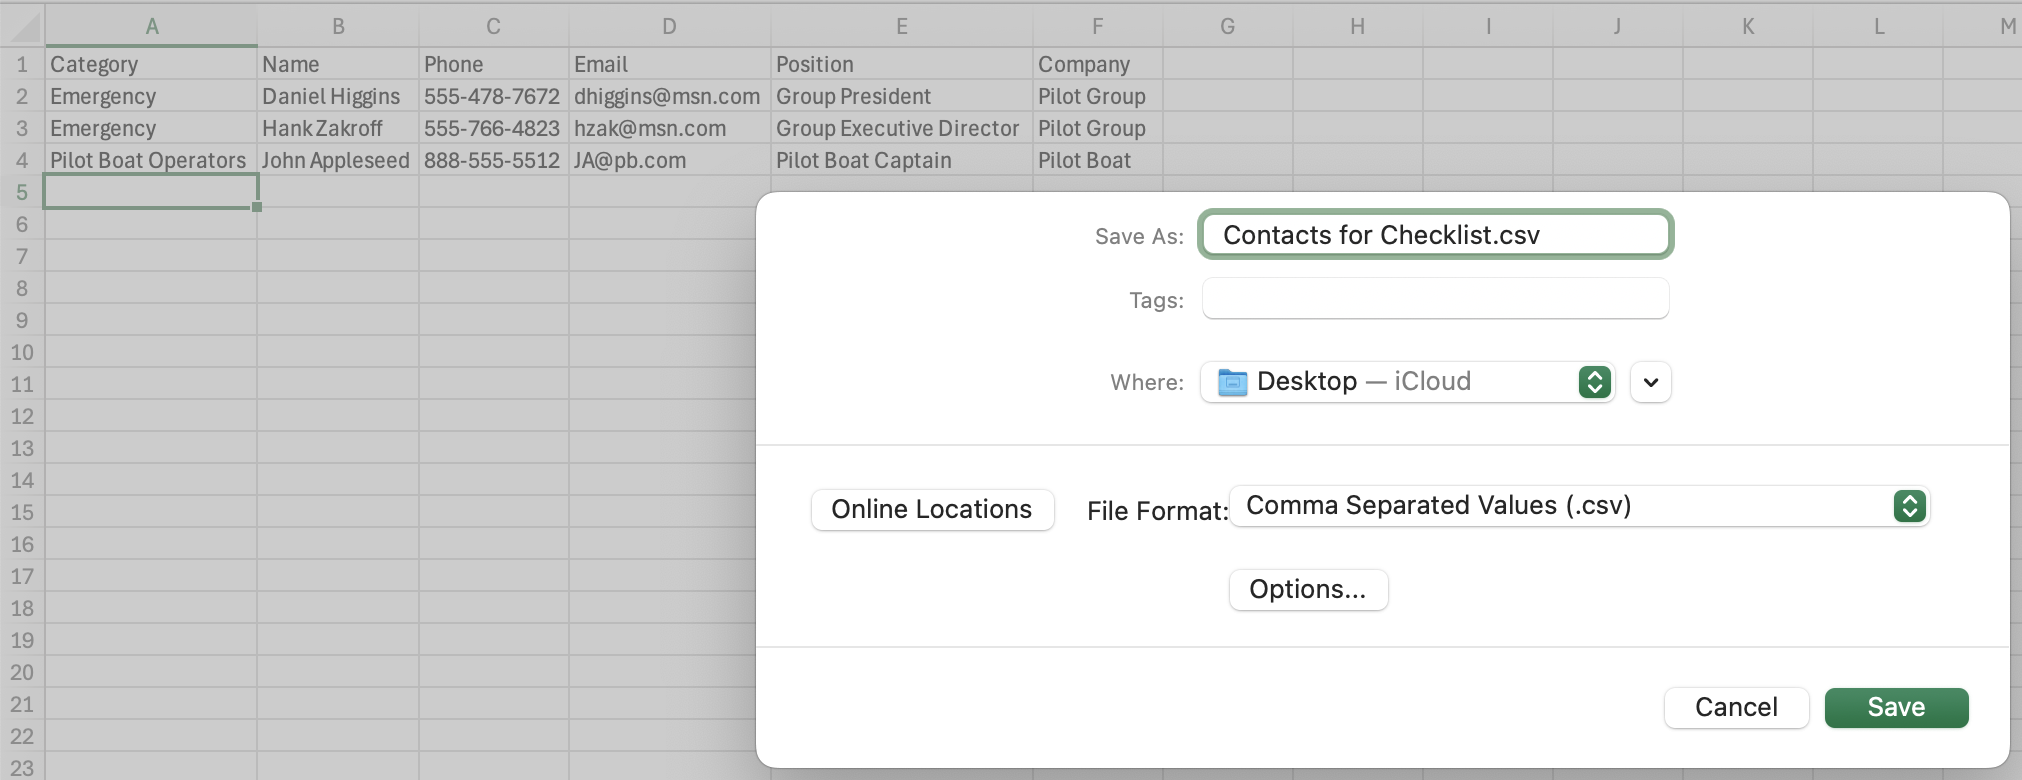 A B C D E F G H I J K L M
1 Category Name Phone Email Position Company
2 Emergency Daniel Higgins 555-478-7672 dhiggins@msn.com Group President Pilot Group
3 Emergency Hank Zakroff 555-766-4823 hzak@msn.com Group Executive Director Pilot Group
4 Pilot Boat Operators John Appleseed 888-555-5512 JA@pb.com Pilot Boat Captain Pilot Boat
5
6
7
8
9
10
11
12
13
14
15
16
17
18
19
20
21
22
23
Save As: Contacts for Checklist.csv
Tags:
Where: Desktop — iCloud
Online Locations File Format: Comma Separated Values (.csv)
Options...
Cancel Save